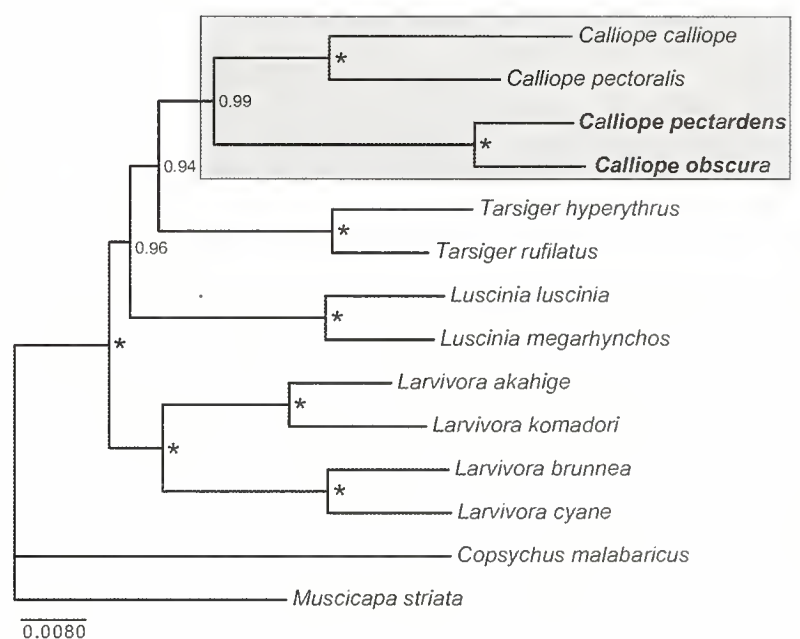 Calliope calliope
*
Calliope pectoralis
0.99
Calliope pectardens
*
Calliope obscura
0.94
Tarsiger hyperythrus
*
Tarsiger rufilatus
0.96
Luscinia luscinia
*
Luscinia megarhynchos
*
Larvivora akahige
*
Larvivora komadori
*
Larvivora brunnea
*
Larvivora cyane
Copsychus malabaricus
Muscicapa striata
0.0080